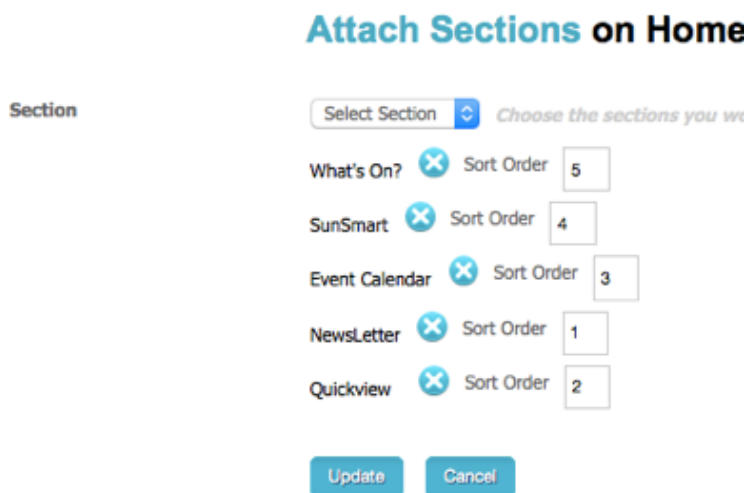 Attach Sections on Home
Section
Select Section Choose the sections you wo
What's On? Sort Order 5
SunSmart Sort Order 4
Event Calendar Sort Order 3
NewsLetter Sort Order 1
Quickview Sort Order 2
Update Cancel